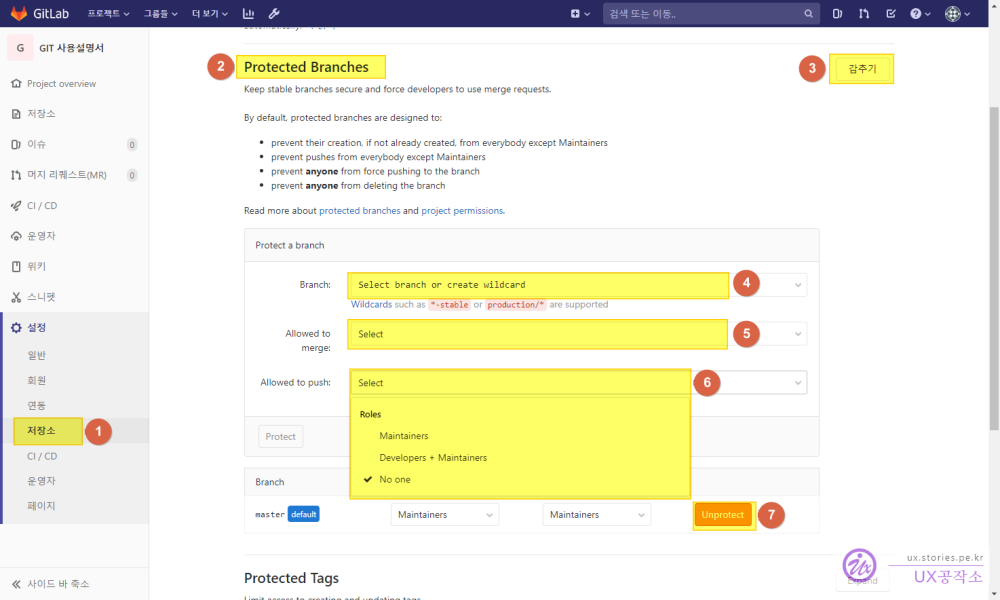 GitLab 프로젝트 그룹들 더 보기 검색 또는 이동..
G GIT 사용설명서
Project overview
저장소
이슈 0
머지 리퀘스트(MR) 0
CI / CD
운영자
위키
스니펫
설정
일반
회원
연동
저장소 1
CI / CD
운영자
페이지
사이드 바 축소
2 Protected Branches 3 감추기
Keep stable branches secure and force developers to use merge requests.
By default, protected branches are designed to:
prevent their creation, if not already created, from everybody except Maintainers
prevent pushes from everybody except Maintainers
prevent anyone from force pushing to the branch
prevent anyone from deleting the branch
Read more about protected branches and project permissions.
Protect a branch
Branch: Select branch or create wildcard 4
Wildcards such as *-stable or production/* are supported
Allowed to merge: Select 5
Allowed to push: Select 6
Roles
Maintainers
Developers + Maintainers
No one
Protect
Branch
master default Maintainers Maintainers Unprotect 7
Protected Tags
Expand
Limit access to creating and updating tags.
ux.stories.pe.kr
UX공작소